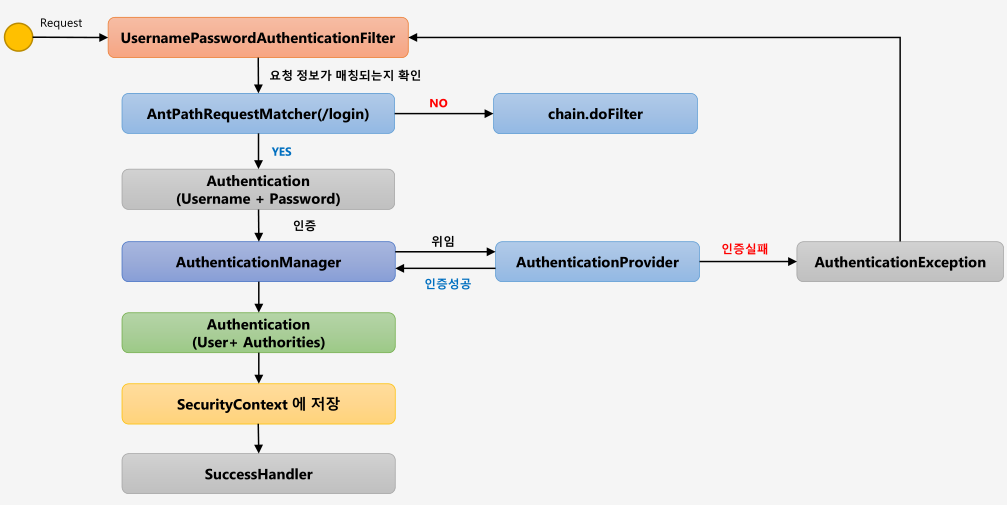 Request
UsernamePasswordAuthenticationFilter
요청 정보가 매칭되는지 확인
AntPathRequestMatcher(/login)
NO
chain.doFilter
YES
Authentication
(Username + Password)
인증
AuthenticationManager
위임
인증성공
AuthenticationProvider
인증실패
AuthenticationException
Authentication
(User+ Authorities)
SecurityContext 에 저장
SuccessHandler